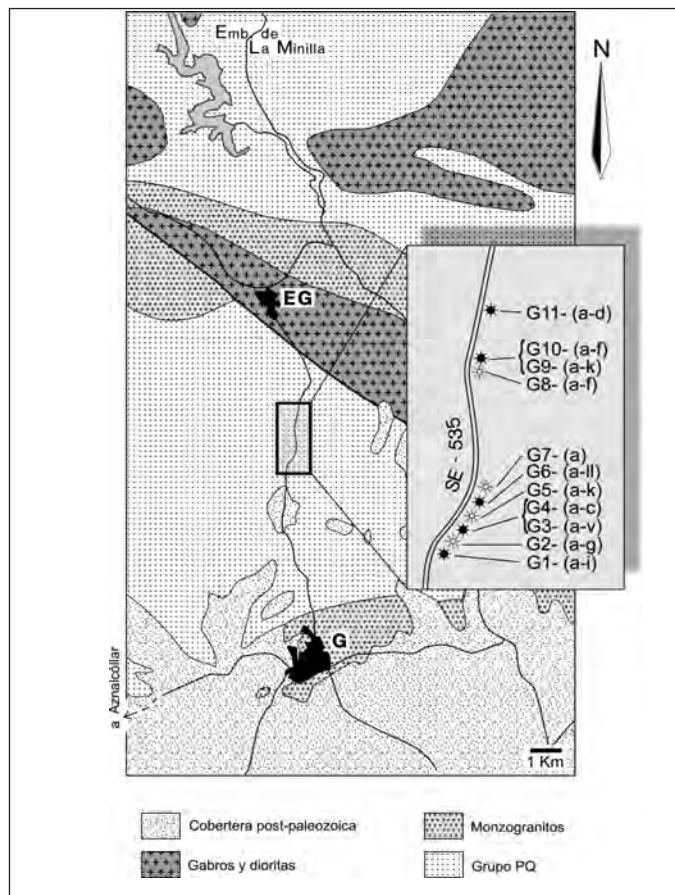 Emb. de
La Minilla
N
EG
G11- (a-d)
G10- (a-f)
G9- (a-k)
G8- (a-f)
SE - 535
G7- (a)
G6- (a-ll)
G5- (a-k)
G4- (a-c)
G3- (a-v)
G2- (a-g)
G1- (a-i)
G
a Aznalcóllar
1 Km
Cobertera post-paleozoica
Monzogranitos
Gabros y dioritas
Grupo PQ